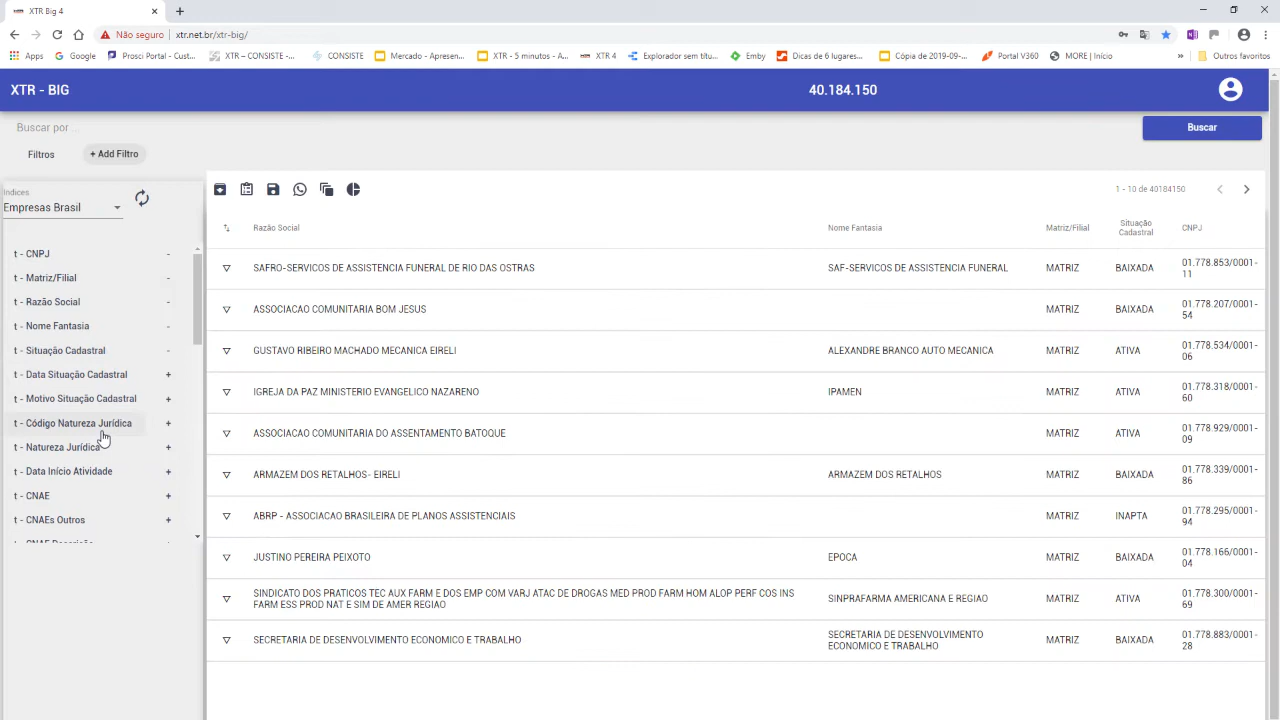 XTR Big 4
Não seguro xtr.net.br/xtr-big/
Apps Google Prosci Portal - Cust... XTR – CONSISTE -... CONSISTE Mercado - Apresen... XTR - 5 minutos - A... XTR 4 Explorador sem títu... Emby Dicas de 6 lugares... Cópia de 2019-09-... Portal V360 MORE | Início » Outros favoritos
XTR - BIG 40.184.150
Buscar por ... Buscar
Filtros + Add Filtro
Indices
Empresas Brasil
1 - 10 de 40184150
t - CNPJ -
t - Matriz/Filial -
t - Razão Social -
t - Nome Fantasia -
t - Situação Cadastral -
t - Data Situação Cadastral +
t - Motivo Situação Cadastral +
t - Código Natureza Jurídica +
t - Natureza Jurídica +
t - Data Início Atividade +
t - CNAE +
t - CNAEs Outros +
t - CNAE Descrição +
Razão Social Nome Fantasia Matriz/Filial Situação Cadastral CNPJ
SAFRO-SERVICOS DE ASSISTENCIA FUNERAL DE RIO DAS OSTRAS SAF-SERVICOS DE ASSISTENCIA FUNERAL MATRIZ BAIXADA 01.778.853/0001-
11
ASSOCIACAO COMUNITARIA BOM JESUS MATRIZ BAIXADA 01.778.207/0001-
54
GUSTAVO RIBEIRO MACHADO MECANICA EIRELI ALEXANDRE BRANCO AUTO MECANICA MATRIZ ATIVA 01.778.534/0001-
06
IGREJA DA PAZ MINISTERIO EVANGELICO NAZARENO IPAMEN MATRIZ ATIVA 01.778.318/0001-
60
ASSOCIACAO COMUNITARIA DO ASSENTAMENTO BATOQUE MATRIZ ATIVA 01.778.929/0001-
09
ARMAZEM DOS RETALHOS- EIRELI ARMAZEM DOS RETALHOS MATRIZ BAIXADA 01.778.339/0001-
86
ABRP - ASSOCIACAO BRASILEIRA DE PLANOS ASSISTENCIAIS MATRIZ INAPTA 01.778.295/0001-
94
JUSTINO PEREIRA PEIXOTO EPOCA MATRIZ BAIXADA 01.778.166/0001-
04
SINDICATO DOS PRATICOS TEC AUX FARM E DOS EMP COM VARJ ATAC DE DROGAS MED PROD FARM HOM ALOP PERF COS INS
FARM ESS PROD NAT E SIM DE AMER REGIAO SINPRAFARMA AMERICANA E REGIAO MATRIZ ATIVA 01.778.300/0001-
69
SECRETARIA DE DESENVOLVIMENTO ECONOMICO E TRABALHO SECRETARIA DE DESENVOLVIMENTO
ECONOMICO E TRABALHO MATRIZ BAIXADA 01.778.883/0001-
28